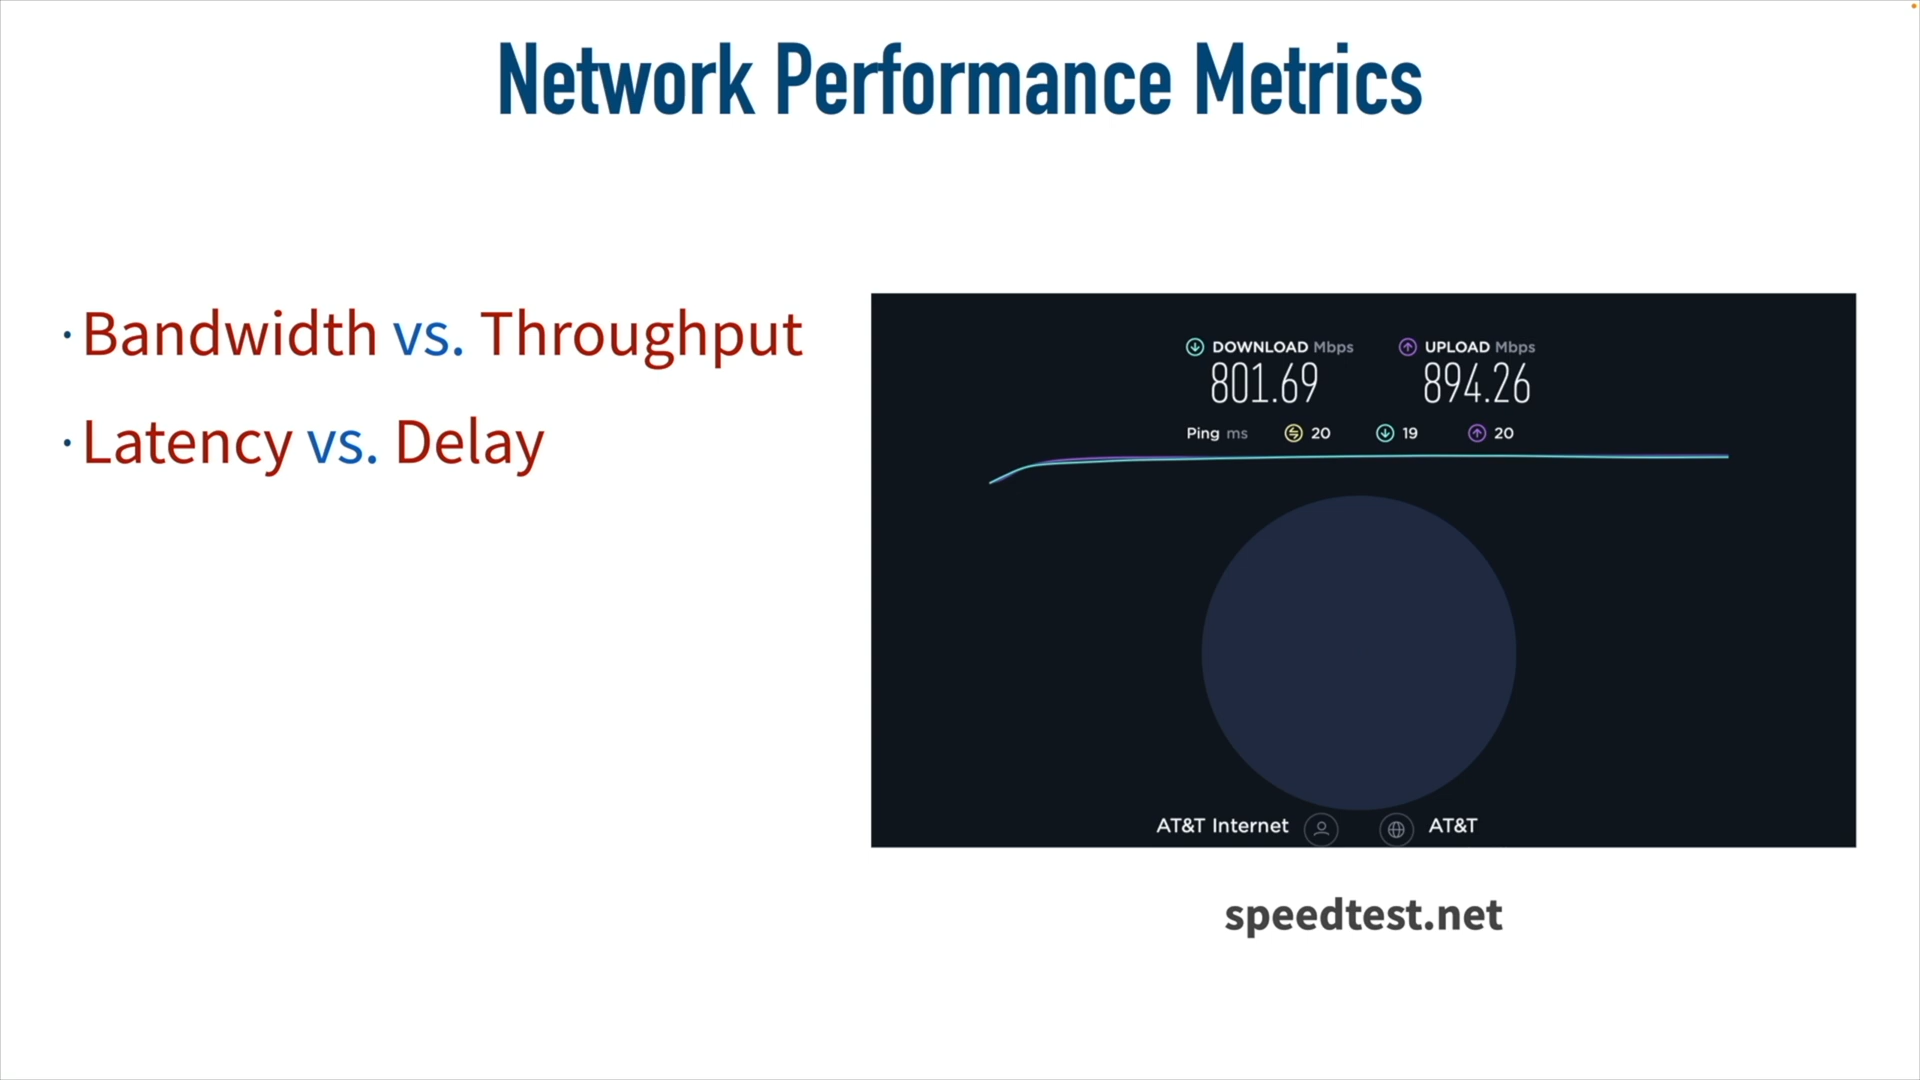 Network Performance Metrics
· Bandwidth vs. Throughput
· Latency vs. Delay
DOWNLOAD Mbps UPLOAD Mbps
801.69 894.26
Ping ms 20 19 20
AT&T Internet AT&T
speedtest.net